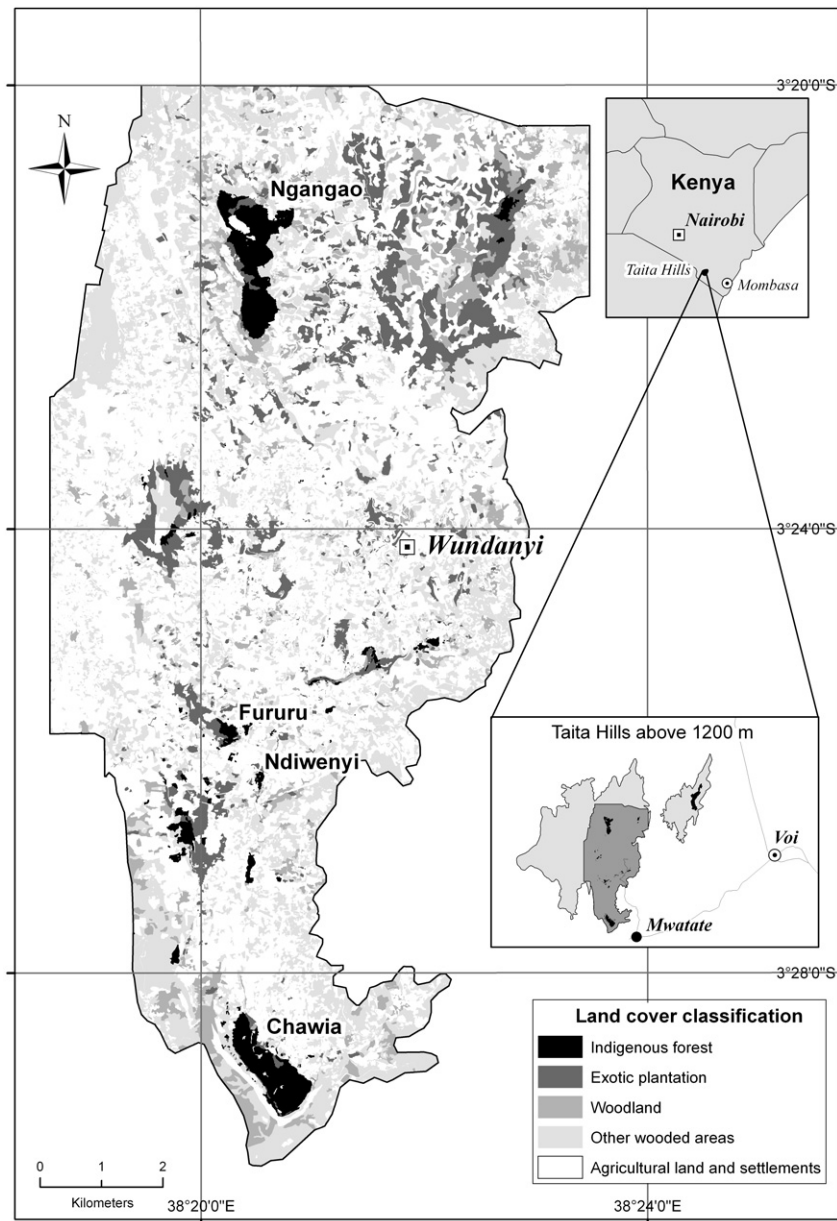 3°20'0"S
N
Ngangao
Kenya
Nairobi
Taita Hills
Mombasa
3°24'0"S
Wundanyi
Fururu
Ndiwenyi
Taita Hills above 1200 m
Voi
Mwatate
3°28'0"S
Chawia
Land cover classification
Indigenous forest
Exotic plantation
Woodland
Other wooded areas
Agricultural land and settlements
0 1 2
Kilometers
38°20'0"E
38°24'0"E